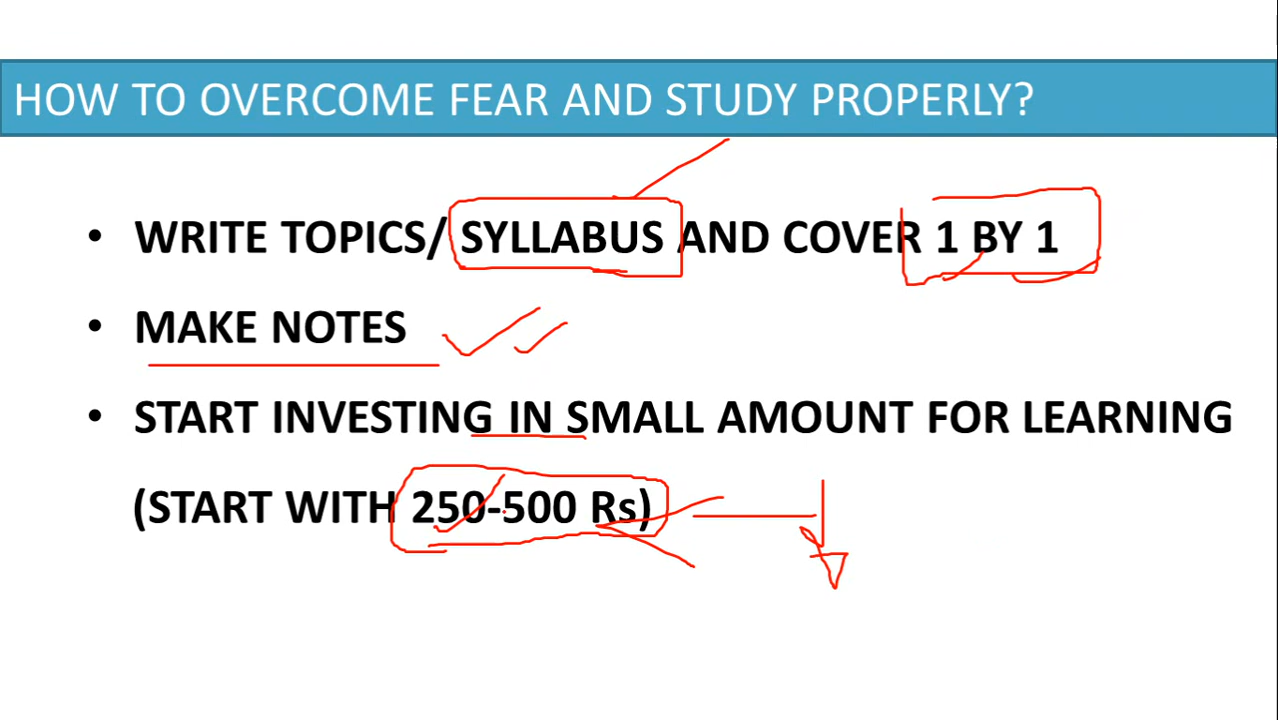 HOW TO OVERCOME FEAR AND STUDY PROPERLY?
• WRITE TOPICS/ SYLLABUS AND COVER 1 BY 1
• MAKE NOTES
• START INVESTING IN SMALL AMOUNT FOR LEARNING
(START WITH 250-500 Rs)